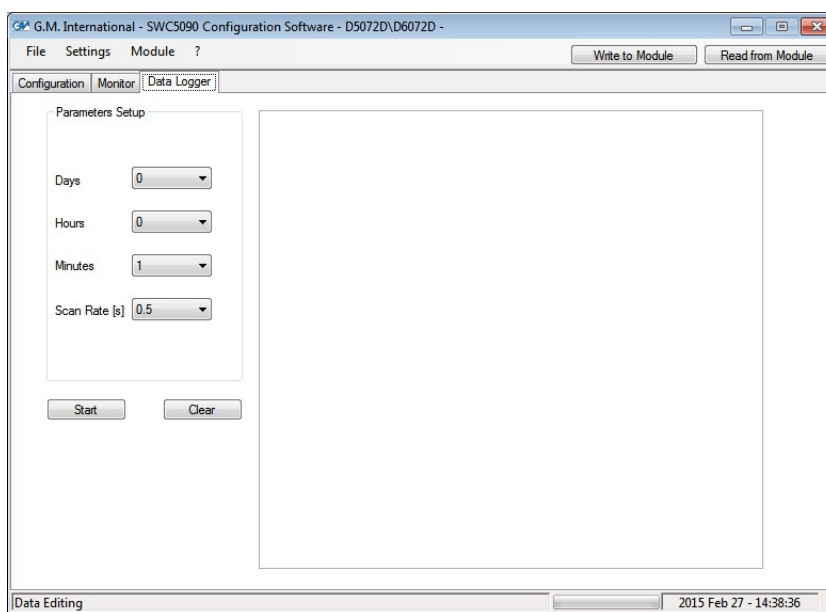 G.M. International - SWC5090 Configuration Software - D5072D\D6072D -
File Settings Module ? Write to Module Read from Module
Configuration Monitor Data Logger
Parameters Setup
Days 0
Hours 0
Minutes 1
Scan Rate [s] 0.5
Start Clear
Data Editing 2015 Feb 27 - 14:38:36